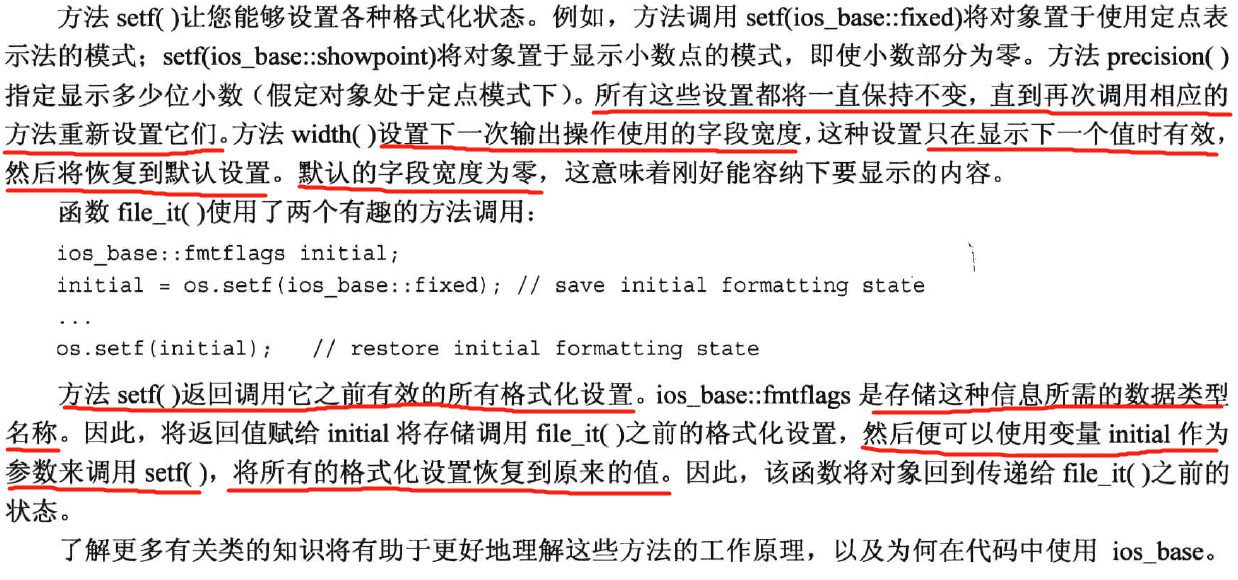 方法 setf( )让您能够设置各种格式化状态。例如，方法调用 setf(ios_base::fixed)将对象置于使用定点表
示法的模式；setf(ios_base::showpoint)将对象置于显示小数点的模式，即使小数部分为零。方法 precision( )
指定显示多少位小数（假定对象处于定点模式下）。所有这些设置都将一直保持不变，直到再次调用相应的
方法重新设置它们。方法 width( )设置下一次输出操作使用的字段宽度，这种设置只在显示下一个值时有效，
然后将恢复到默认设置。默认的字段宽度为零，这意味着刚好能容纳下要显示的内容。
函数 file_it( )使用了两个有趣的方法调用：
ios_base::fmtflags initial;
initial = os.setf(ios_base::fixed); // save initial formatting state
...
os.setf(initial);   // restore initial formatting state
方法 setf( )返回调用它之前有效的所有格式化设置。ios_base::fmtflags 是存储这种信息所需的数据类型
名称。因此，将返回值赋给 initial 将存储调用 file_it( )之前的格式化设置，然后便可以使用变量 initial 作为
参数来调用 setf( )，将所有的格式化设置恢复到原来的值。因此，该函数将对象回到传递给 file_it( )之前的
状态。
了解更多有关类的知识将有助于更好地理解这些方法的工作原理，以及为何在代码中使用 ios_base。